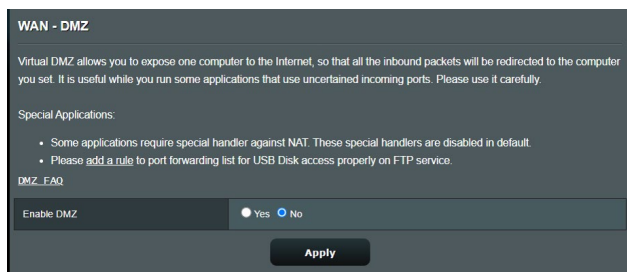 WAN - DMZ
Virtual DMZ allows you to expose one computer to the Internet, so that all the inbound packets will be redirected to the computer
you set. It is useful while you run some applications that use uncertained incoming ports. Please use it carefully.
Special Applications:
• Some applications require special handler against NAT. These special handlers are disabled in default.
• Please add a rule to port forwarding list for USB Disk access properly on FTP service.
DMZ FAQ
Enable DMZ Yes No
Apply